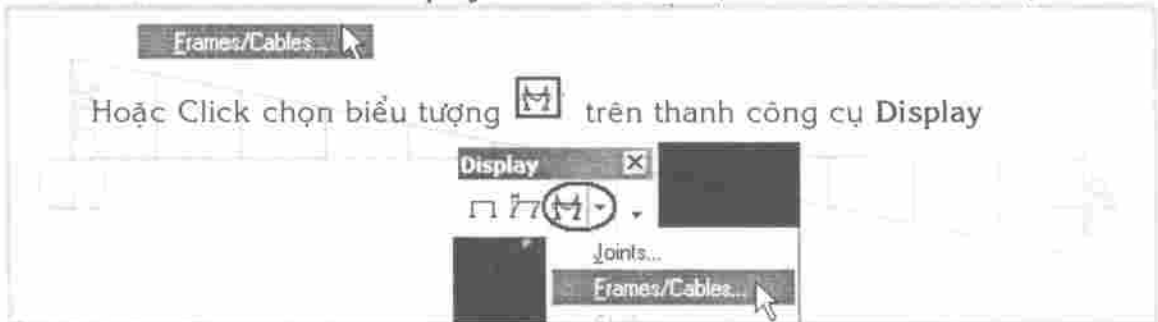 Frames/Cables...
Hoặc Click chọn biểu tượng trên thanh công cụ Display
Display
Joints...
Frames/Cables...